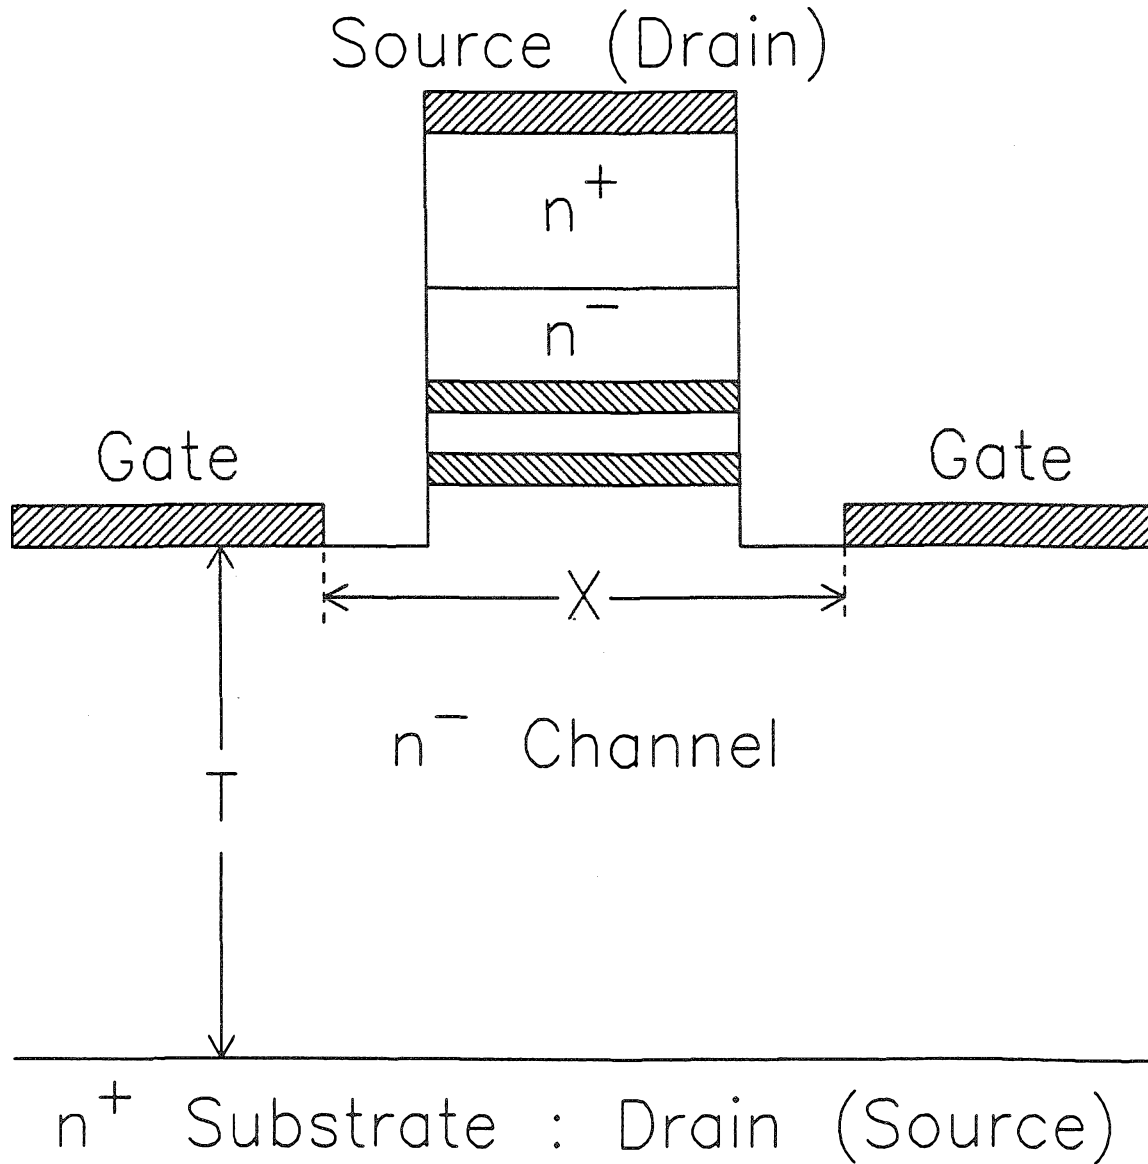 Source (Drain)
n⁺
n⁻
Gate
Gate
X
n⁻ Channel
T
n⁺ Substrate : Drain (Source)